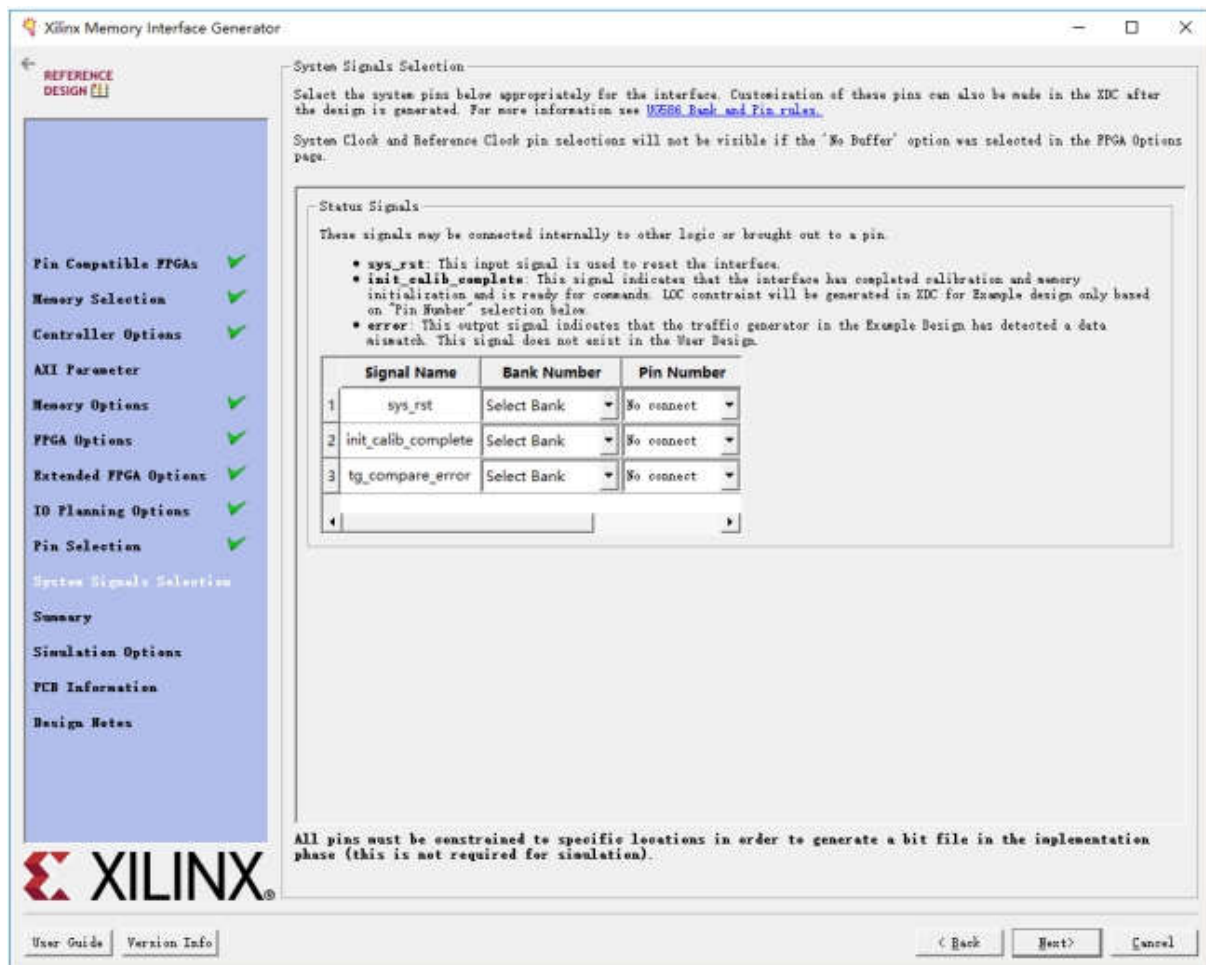 Xilinx Memory Interface Generator
REFERENCE
DESIGN
System Signals Selection
Select the system pins below appropriately for the interface. Customization of these pins can also be made in the XDC after
the design is generated. For more information see UG586 Bank and Pin rules.
System Clock and Reference Clock pin selections will not be visible if the 'No Buffer' option was selected in the FPGA Options
page.
Status Signals
These signals may be connected internally to other logic or brought out to a pin.
• sys_rst: This input signal is used to reset the interface.
• init_calib_complete: This signal indicates that the interface has completed calibration and memory
initialization and is ready for commands. LOC constraint will be generated in XDC for Example design only based
on "Pin Number" selection below.
• error: This output signal indicates that the traffic generator in the Example Design has detected a data
mismatch. This signal does not exist in the User Design.
Signal Name Bank Number Pin Number
1 sys_rst Select Bank No connect
2 init_calib_complete Select Bank No connect
3 tg_compare_error Select Bank No connect
Pin Compatible FPGAs
Memory Selection
Controller Options
AXI Parameter
Memory Options
FPGA Options
Extended FPGA Options
IO Planning Options
Pin Selection
System Signals Selection
Summary
Simulation Options
PCB Information
Design Notes
All pins must be constrained to specific locations in order to generate a bit file in the implementation
phase (this is not required for simulation).
XILINX®
User Guide Version Info < Back Next> Cancel